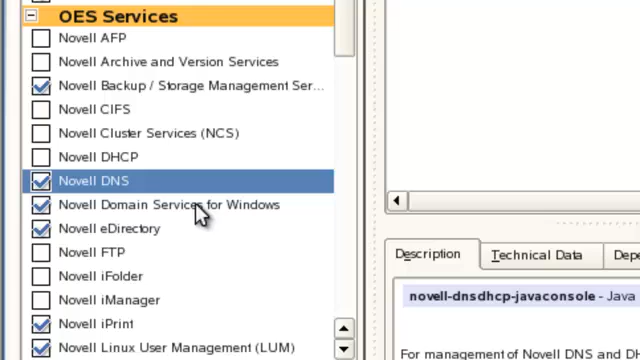 OES Services
Novell AFP
Novell Archive and Version Services
Novell Backup / Storage Management Ser...
Novell CIFS
Novell Cluster Services (NCS)
Novell DHCP
Novell DNS
Novell Domain Services for Windows
Novell eDirectory
Novell FTP
Novell iFolder
Novell iManager
Novell iPrint
Novell Linux User Management (LUM)
Description
Technical Data
Depe
novell-dnsdhcp-javaconsole - Java
For management of Novell DNS and DH